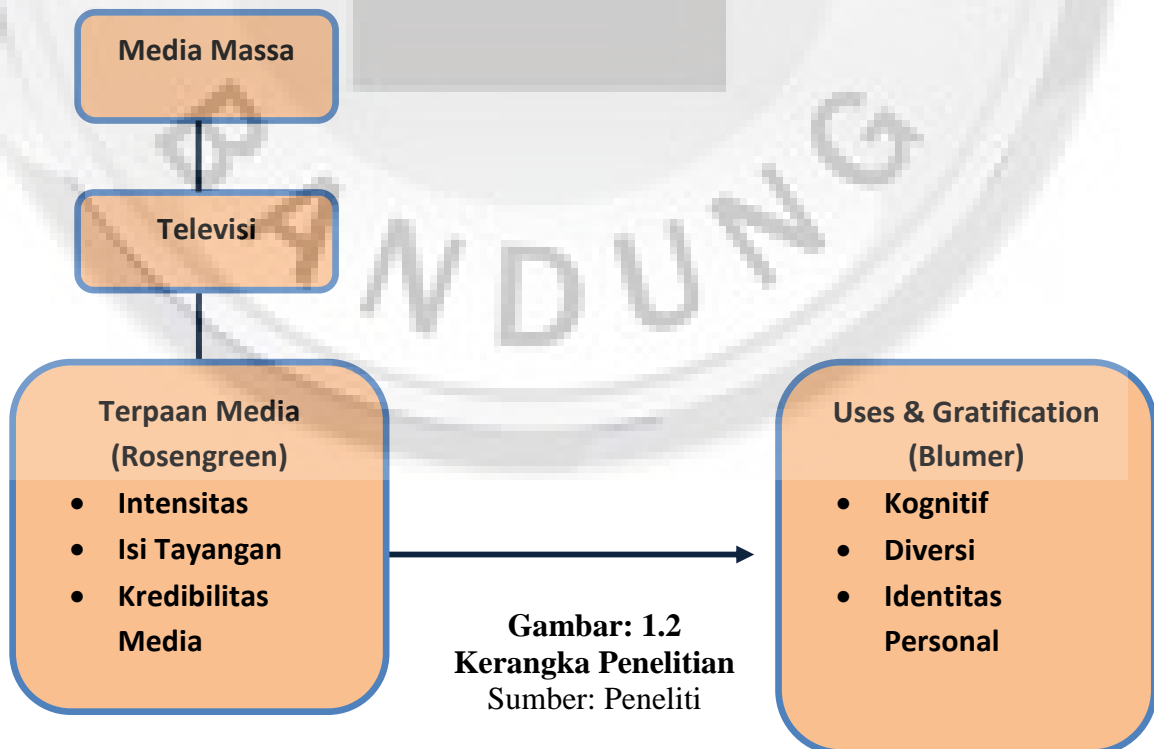 Media Massa
BANDUNG
Televisi
Terpaan Media
(Rosengreen)
• Intensitas
• Isi Tayangan
• Kredibilitas
Media
Uses & Gratification
(Blumer)
• Kognitif
• Diversi
• Identitas
Personal
Gambar: 1.2
Kerangka Penelitian
Sumber: Peneliti